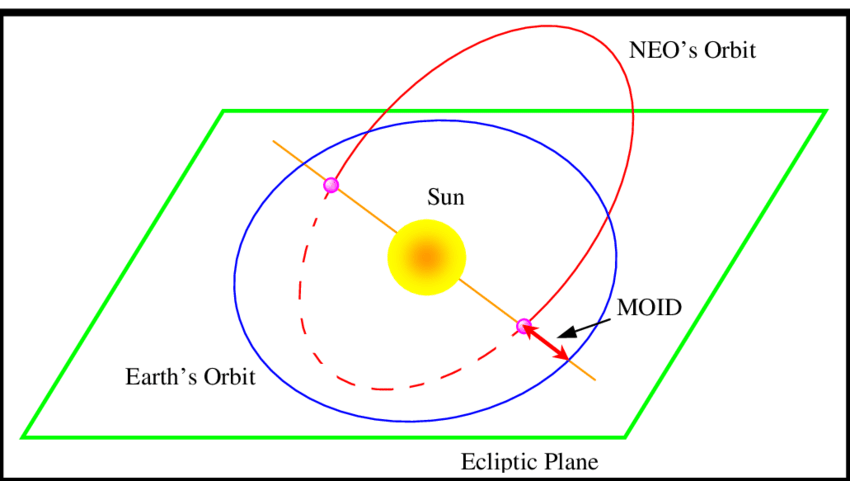 NEO’s Orbit
Sun
MOID
Earth’s Orbit
Ecliptic Plane